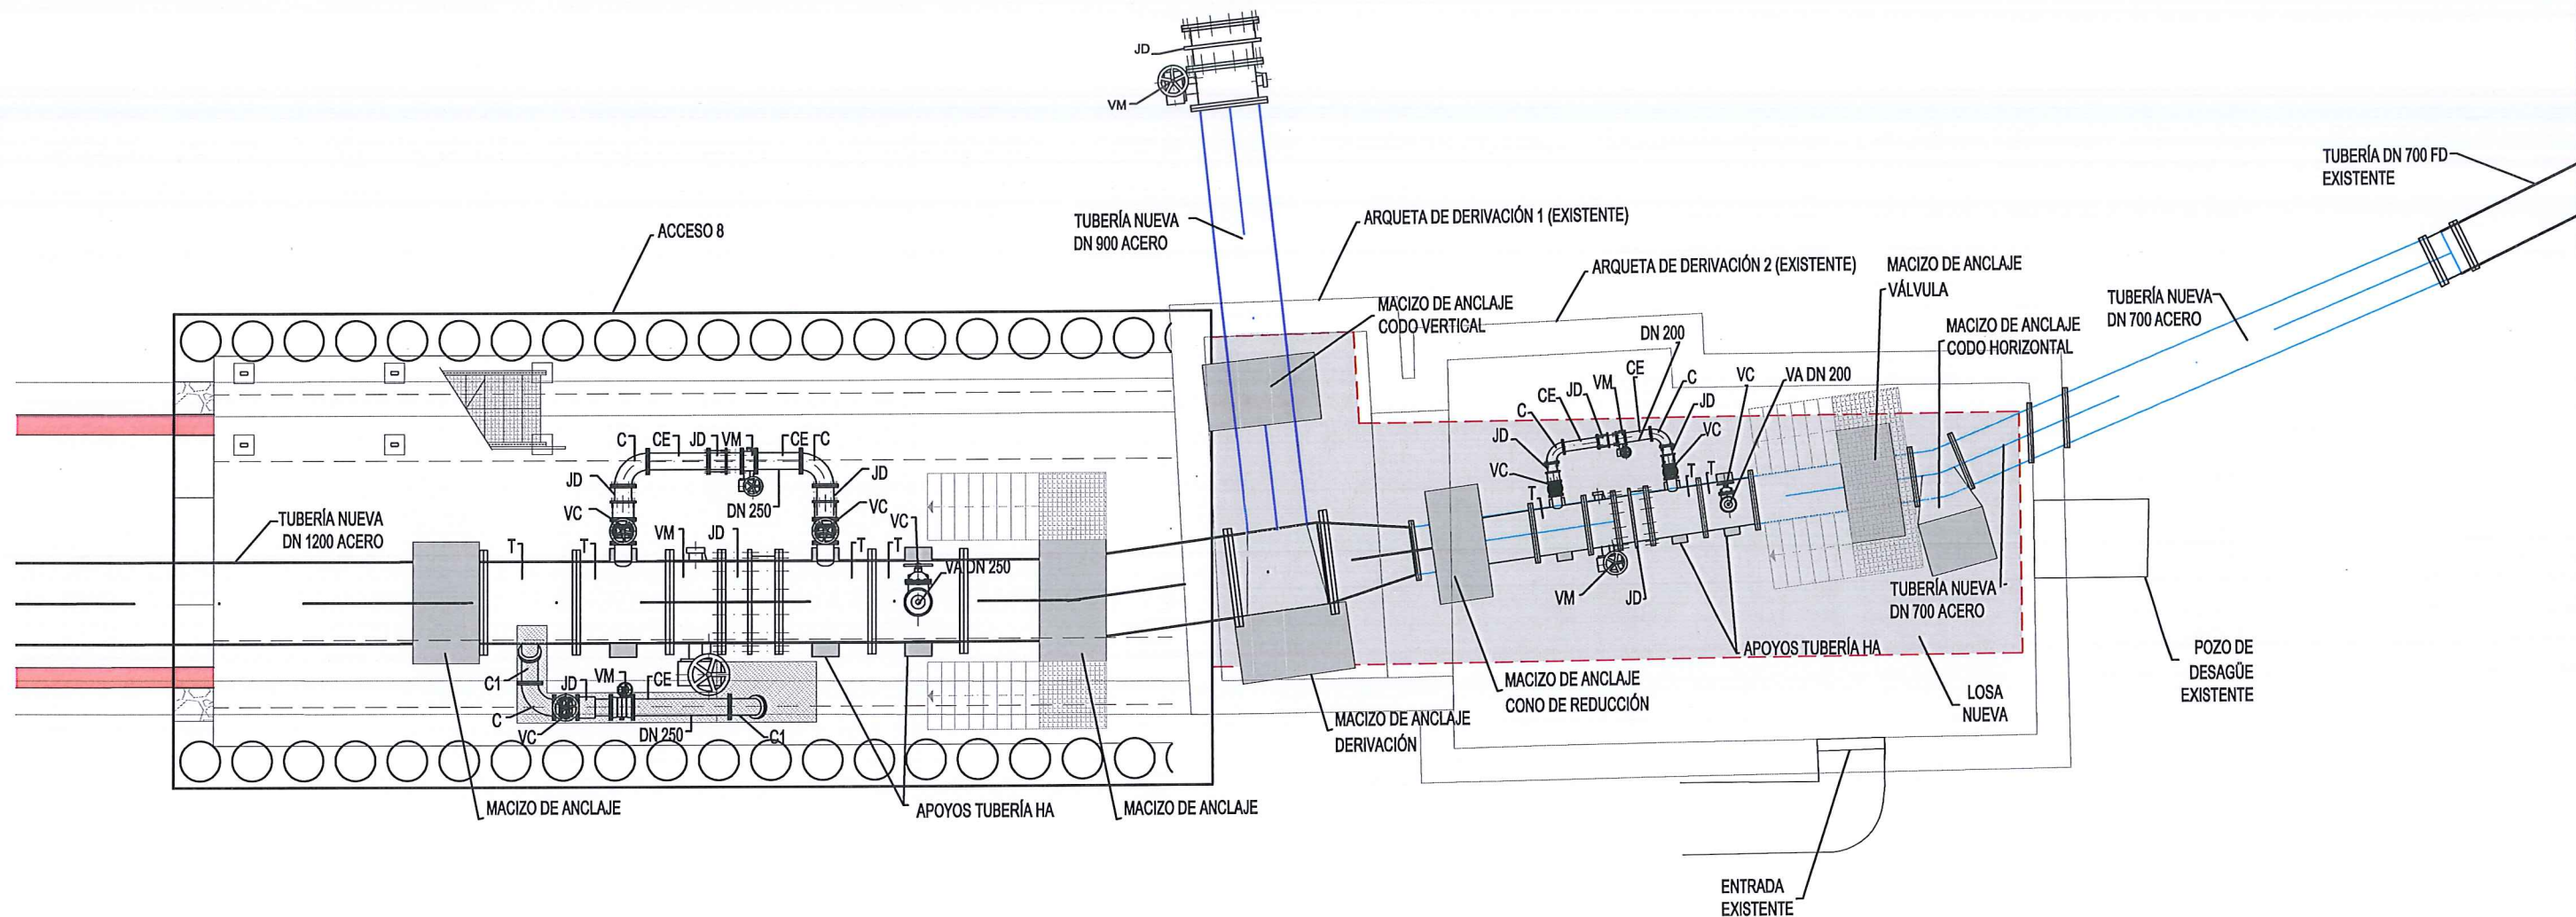 JD
VM
TUBERÍA DN 700 FD
EXISTENTE
TUBERÍA NUEVA
DN 900 ACERO
ARQUETA DE DERIVACIÓN 1 (EXISTENTE)
ACCESO 8
ARQUETA DE DERIVACIÓN 2 (EXISTENTE)
MACIZO DE ANCLAJE
VÁLVULA
TUBERÍA NUEVA
DN 700 ACERO
MACIZO DE ANCLAJE
CODO VERTICAL
MACIZO DE ANCLAJE
CODO HORIZONTAL
DN 200
CE
VM
JD
CE
C
C
VC
VA DN 200
JD
JD
VC
VC
T
T
T
VM
JD
C
CE
JD
VM
CE
C
JD
JD
DN 250
VC
VC
VC
TUBERÍA NUEVA
DN 1200 ACERO
T
T
VM
JD
T
T
VA DN 250
TUBERÍA NUEVA
DN 700 ACERO
APOYOS TUBERÍA HA
POZO DE
DESAGÜE
EXISTENTE
C1
JD
VM
CE
C
VC
DN 250
C1
MACIZO DE ANCLAJE
CONO DE REDUCCIÓN
LOSA
NUEVA
MACIZO DE ANCLAJE
DERIVACIÓN
MACIZO DE ANCLAJE
APOYOS TUBERÍA HA
MACIZO DE ANCLAJE
ENTRADA
EXISTENTE